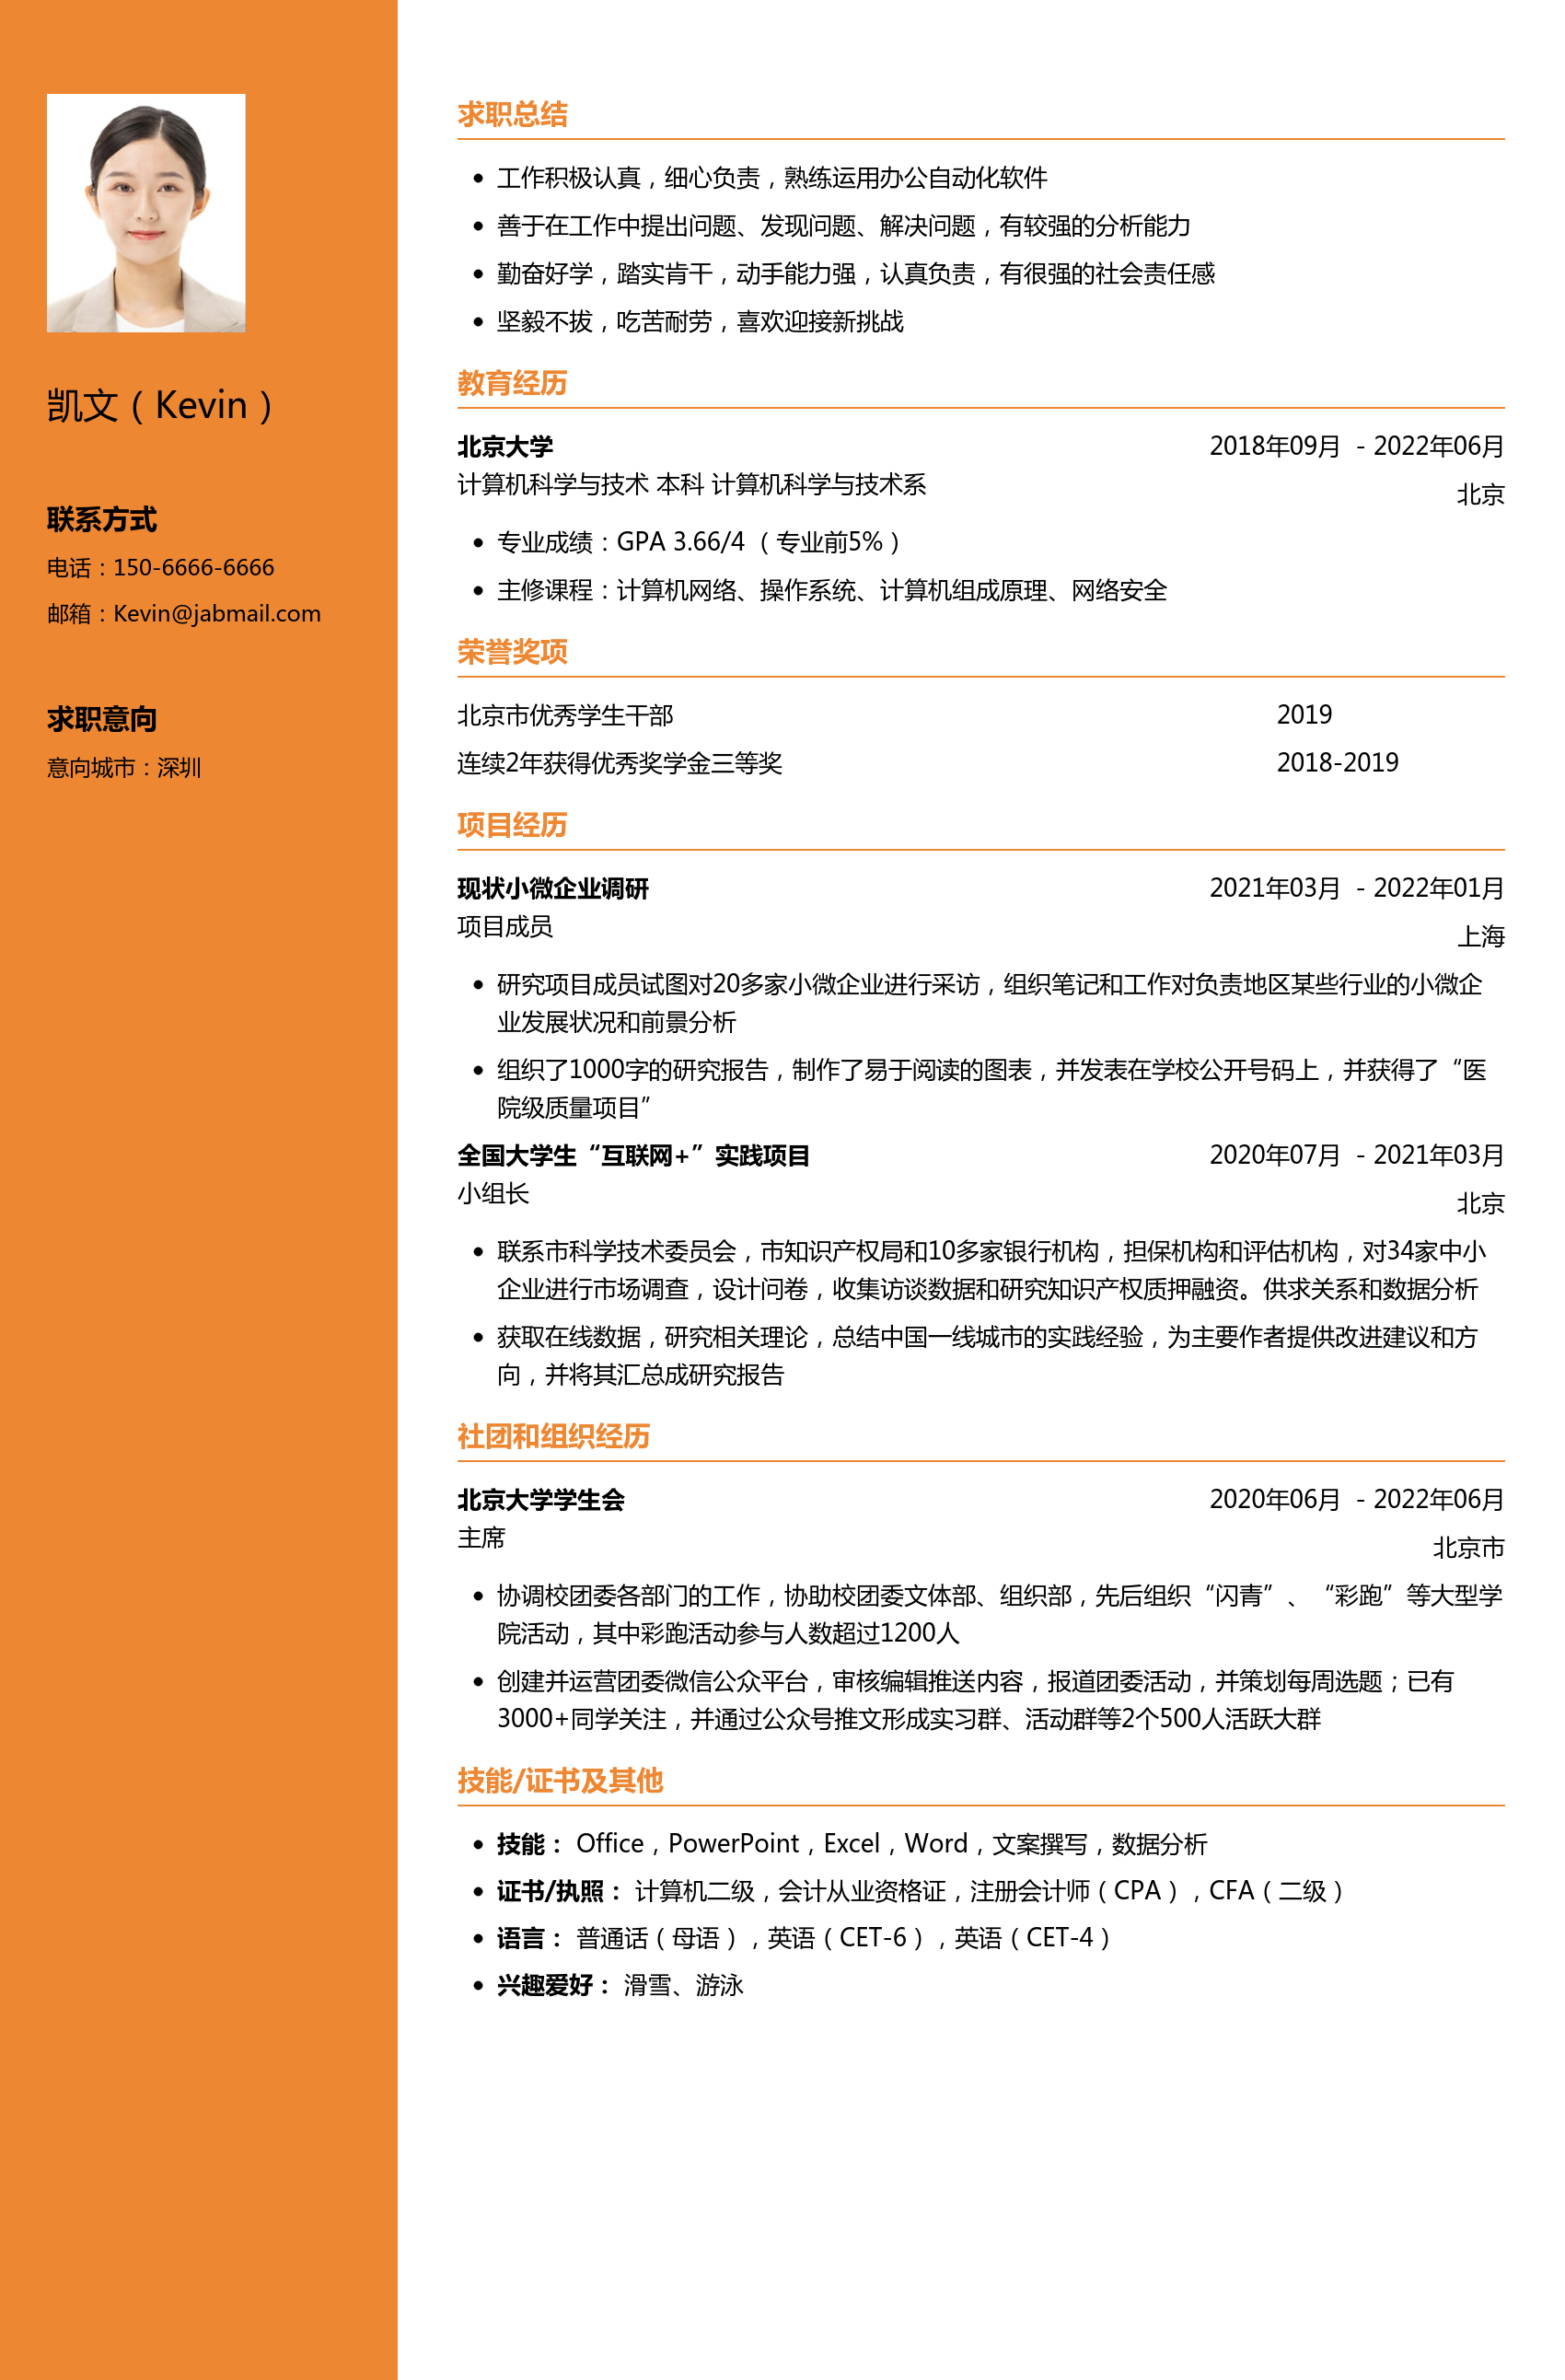 凯文（Kevin）
联系方式
电话：150-6666-6666
邮箱：Kevin@jabmail.com
求职意向
意向城市：深圳
求职总结
工作积极认真，细心负责，熟练运用办公自动化软件
善于在工作中提出问题、发现问题、解决问题，有较强的分析能力
勤奋好学，踏实肯干，动手能力强，认真负责，有很强的社会责任感
坚毅不拔，吃苦耐劳，喜欢迎接新挑战
教育经历
北京大学 2018年09月 - 2022年06月
计算机科学与技术 本科 计算机科学与技术系 北京
专业成绩：GPA 3.66/4 （专业前5%）
主修课程：计算机网络、操作系统、计算机组成原理、网络安全
荣誉奖项
北京市优秀学生干部 2019
连续2年获得优秀奖学金三等奖 2018-2019
项目经历
现状小微企业调研 2021年03月 - 2022年01月
项目成员 上海
研究项目成员试图对20多家小微企业进行采访，组织笔记和工作对负责地区某些行业的小微企
业发展状况和前景分析
组织了1000字的研究报告，制作了易于阅读的图表，并发表在学校公开号码上，并获得了“医
院级质量项目”
全国大学生“互联网+”实践项目 2020年07月 - 2021年03月
小组长 北京
联系市科学技术委员会，市知识产权局和10多家银行机构，担保机构和评估机构，对34家中小
企业进行市场调查，设计问卷，收集访谈数据和研究知识产权质押融资。供求关系和数据分析
获取在线数据，研究相关理论，总结中国一线城市的实践经验，为主要作者提供改进建议和方
向，并将其汇总成研究报告
社团和组织经历
北京大学学生会 2020年06月 - 2022年06月
主席 北京市
协调校团委各部门的工作，协助校团委文体部、组织部，先后组织“闪青”、“彩跑”等大型学
院活动，其中彩跑活动参与人数超过1200人
创建并运营团委微信公众平台，审核编辑推送内容，报道团委活动，并策划每周选题；已有
3000+同学关注，并通过公众号推文形成实习群、活动群等2个500人活跃大群
技能/证书及其他
技能： Office，PowerPoint，Excel，Word，文案撰写，数据分析
证书/执照： 计算机二级，会计从业资格证，注册会计师（CPA），CFA（二级）
语言： 普通话（母语），英语（CET-6），英语（CET-4）
兴趣爱好： 滑雪、游泳